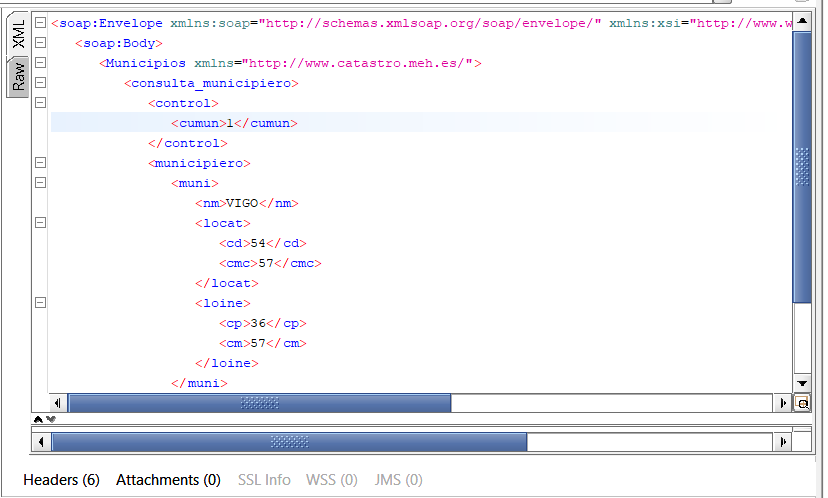 XML
Raw
<soap:Envelope xmlns:soap="http://schemas.xmlsoap.org/soap/envelope/" xmlns:xsi="http://www.w
<soap:Body>
<Municipios xmlns="http://www.catastro.meh.es/">
<consulta_municipiero>
<control>
<cumun>1</cumun>
</control>
<municipiero>
<muni>
<nm>VIGO</nm>
<locat>
<cd>54</cd>
<cmc>57</cmc>
</locat>
<loine>
<cp>36</cp>
<cm>57</cm>
</loine>
</muni>
Headers (6) Attachments (0) SSL Info WSS (0) JMS (0)